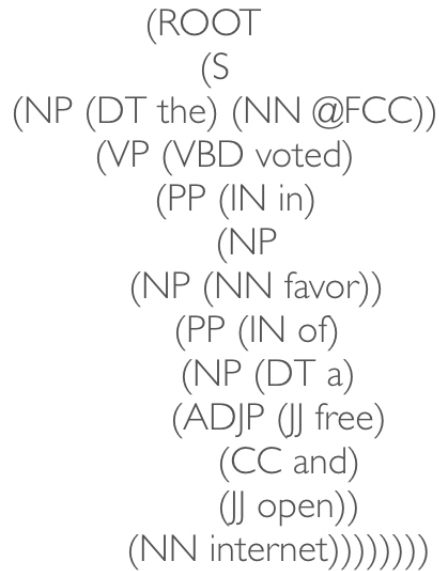 (ROOT
(S
(NP (DT the) (NN @FCC))
(VP (VBD voted)
(PP (IN in)
(NP
(NP (NN favor))
(PP (IN of)
(NP (DT a)
(ADJP (JJ free)
(CC and)
(JJ open))
(NN internet))))))))